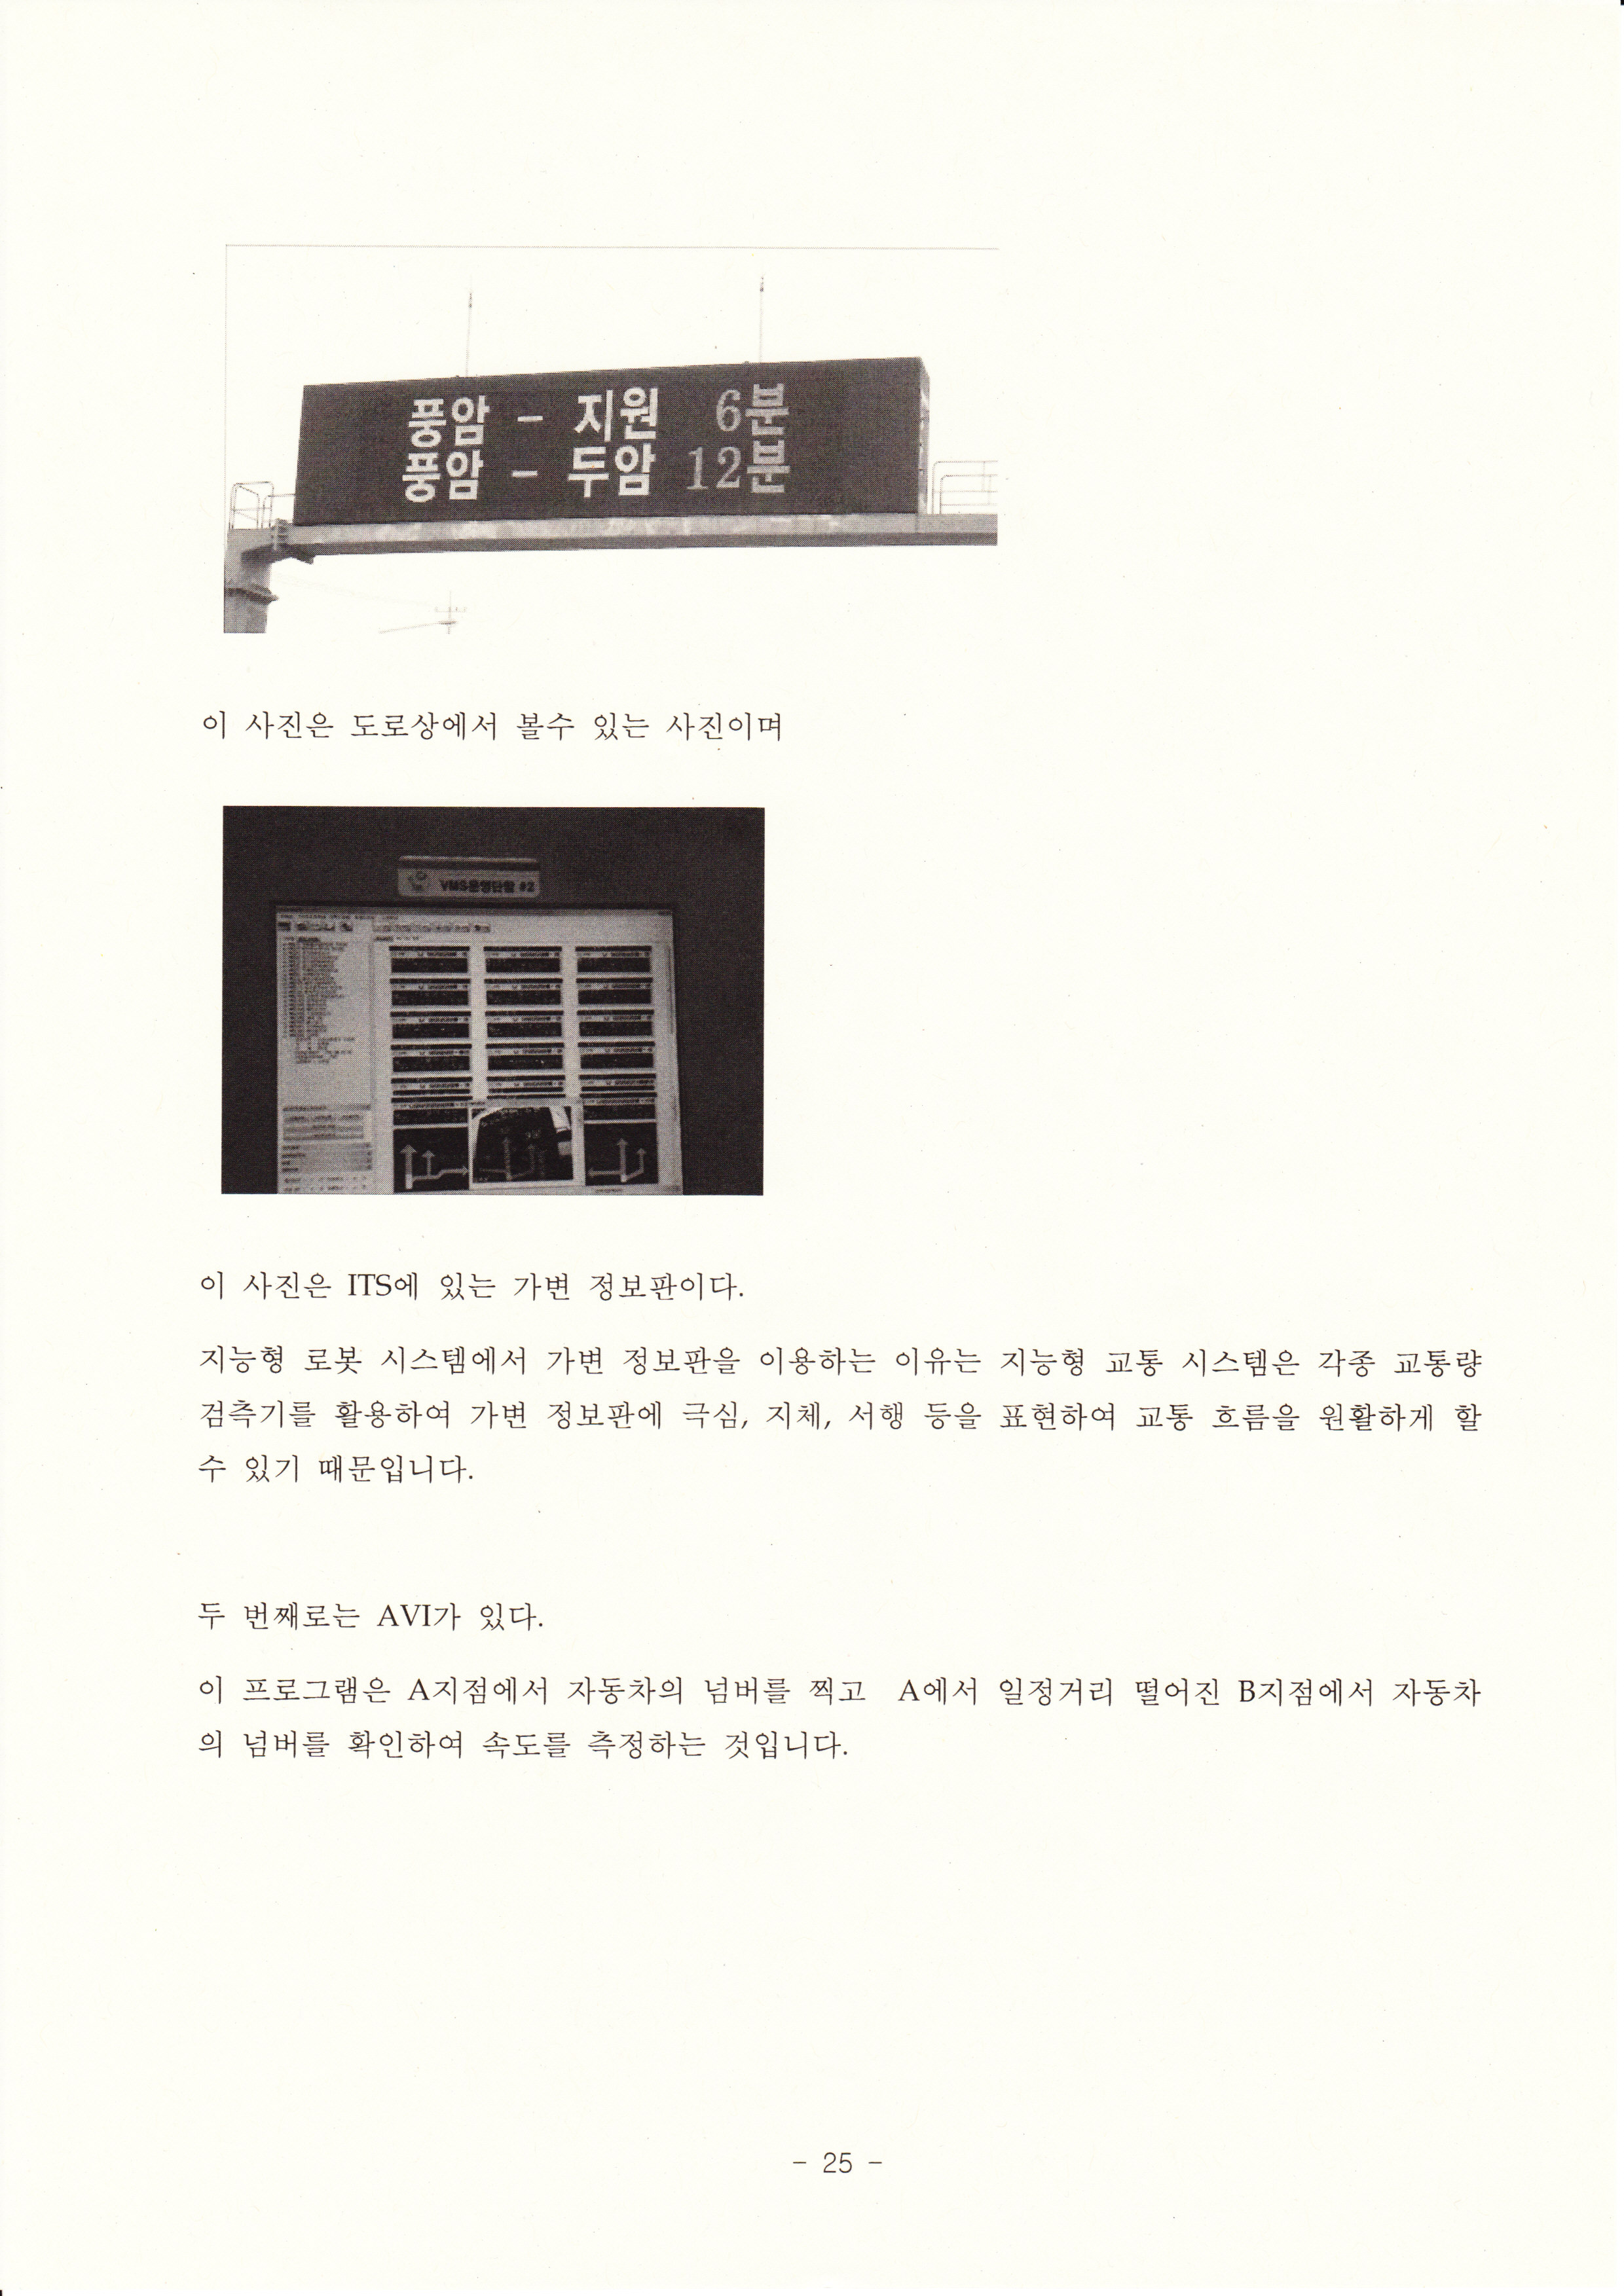 풍암 - 지원 6분
풍암 - 두암 12분
이 사진은 도로상에서 볼수 있는 사진이며
VMS운영단말 #2
이 사진은 ITS에 있는 가변 정보판이다.
지능형 로봇 시스템에서 가변 정보판을 이용하는 이유는 지능형 교통 시스템은 각종 교통량
검측기를 활용하여 가변 정보판에 극심, 지체, 서행 등을 표현하여 교통 흐름을 원활하게 할
수 있기 때문입니다.
두 번째로는 AVI가 있다.
이 프로그램은 A지점에서 자동차의 넘버를 찍고 A에서 일정거리 떨어진 B지점에서 자동차
의 넘버를 확인하여 속도를 측정하는 것입니다.
- 25 -